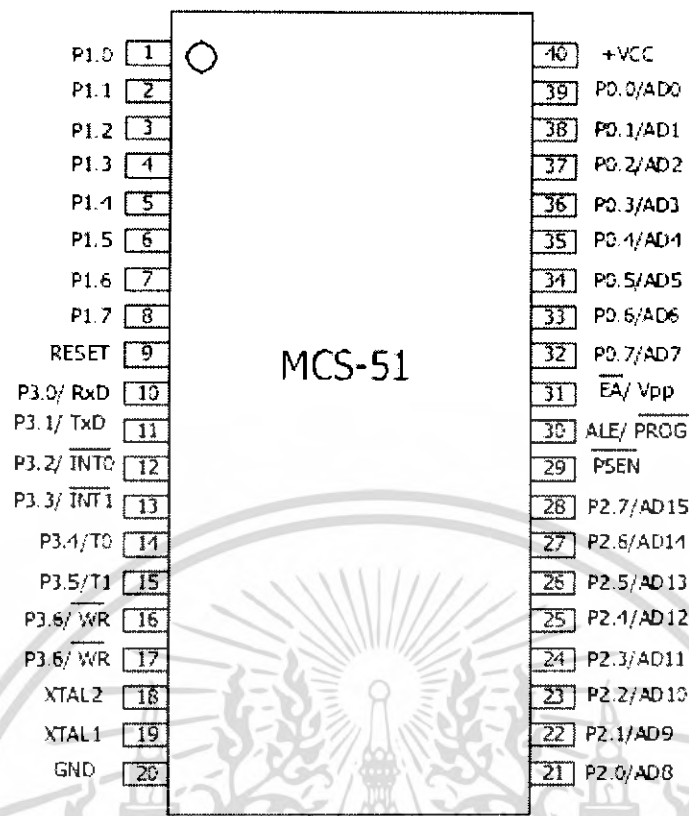 P1.0 1 40 +VCC
P1.1 2 39 P0.0/AD0
P1.2 3 38 P0.1/AD1
P1.3 4 37 P0.2/AD2
P1.4 5 36 P0.3/AD3
P1.5 6 35 P0.4/AD4
P1.6 7 34 P0.5/AD5
P1.7 8 33 P0.6/AD6
RESET 9 32 P0.7/AD7
MCS-51
P3.0/ RxD 10 31 E̅A̅/ Vpp
P3.1/ TxD 11 30 ALE/ P̅R̅O̅G̅
P3.2/ I̅N̅T̅0̅ 12 29 P̅S̅E̅N̅
P3.3/ I̅N̅T̅1̅ 13 28 P2.7/AD15
P3.4/T0 14 27 P2.6/AD14
P3.5/T1 15 26 P2.5/AD13
P3.6/ W̅R̅ 16 25 P2.4/AD12
P3.6/ W̅R̅ 17 24 P2.3/AD11
XTAL2 18 23 P2.2/AD10
XTAL1 19 22 P2.1/AD9
GND 20 21 P2.0/AD8